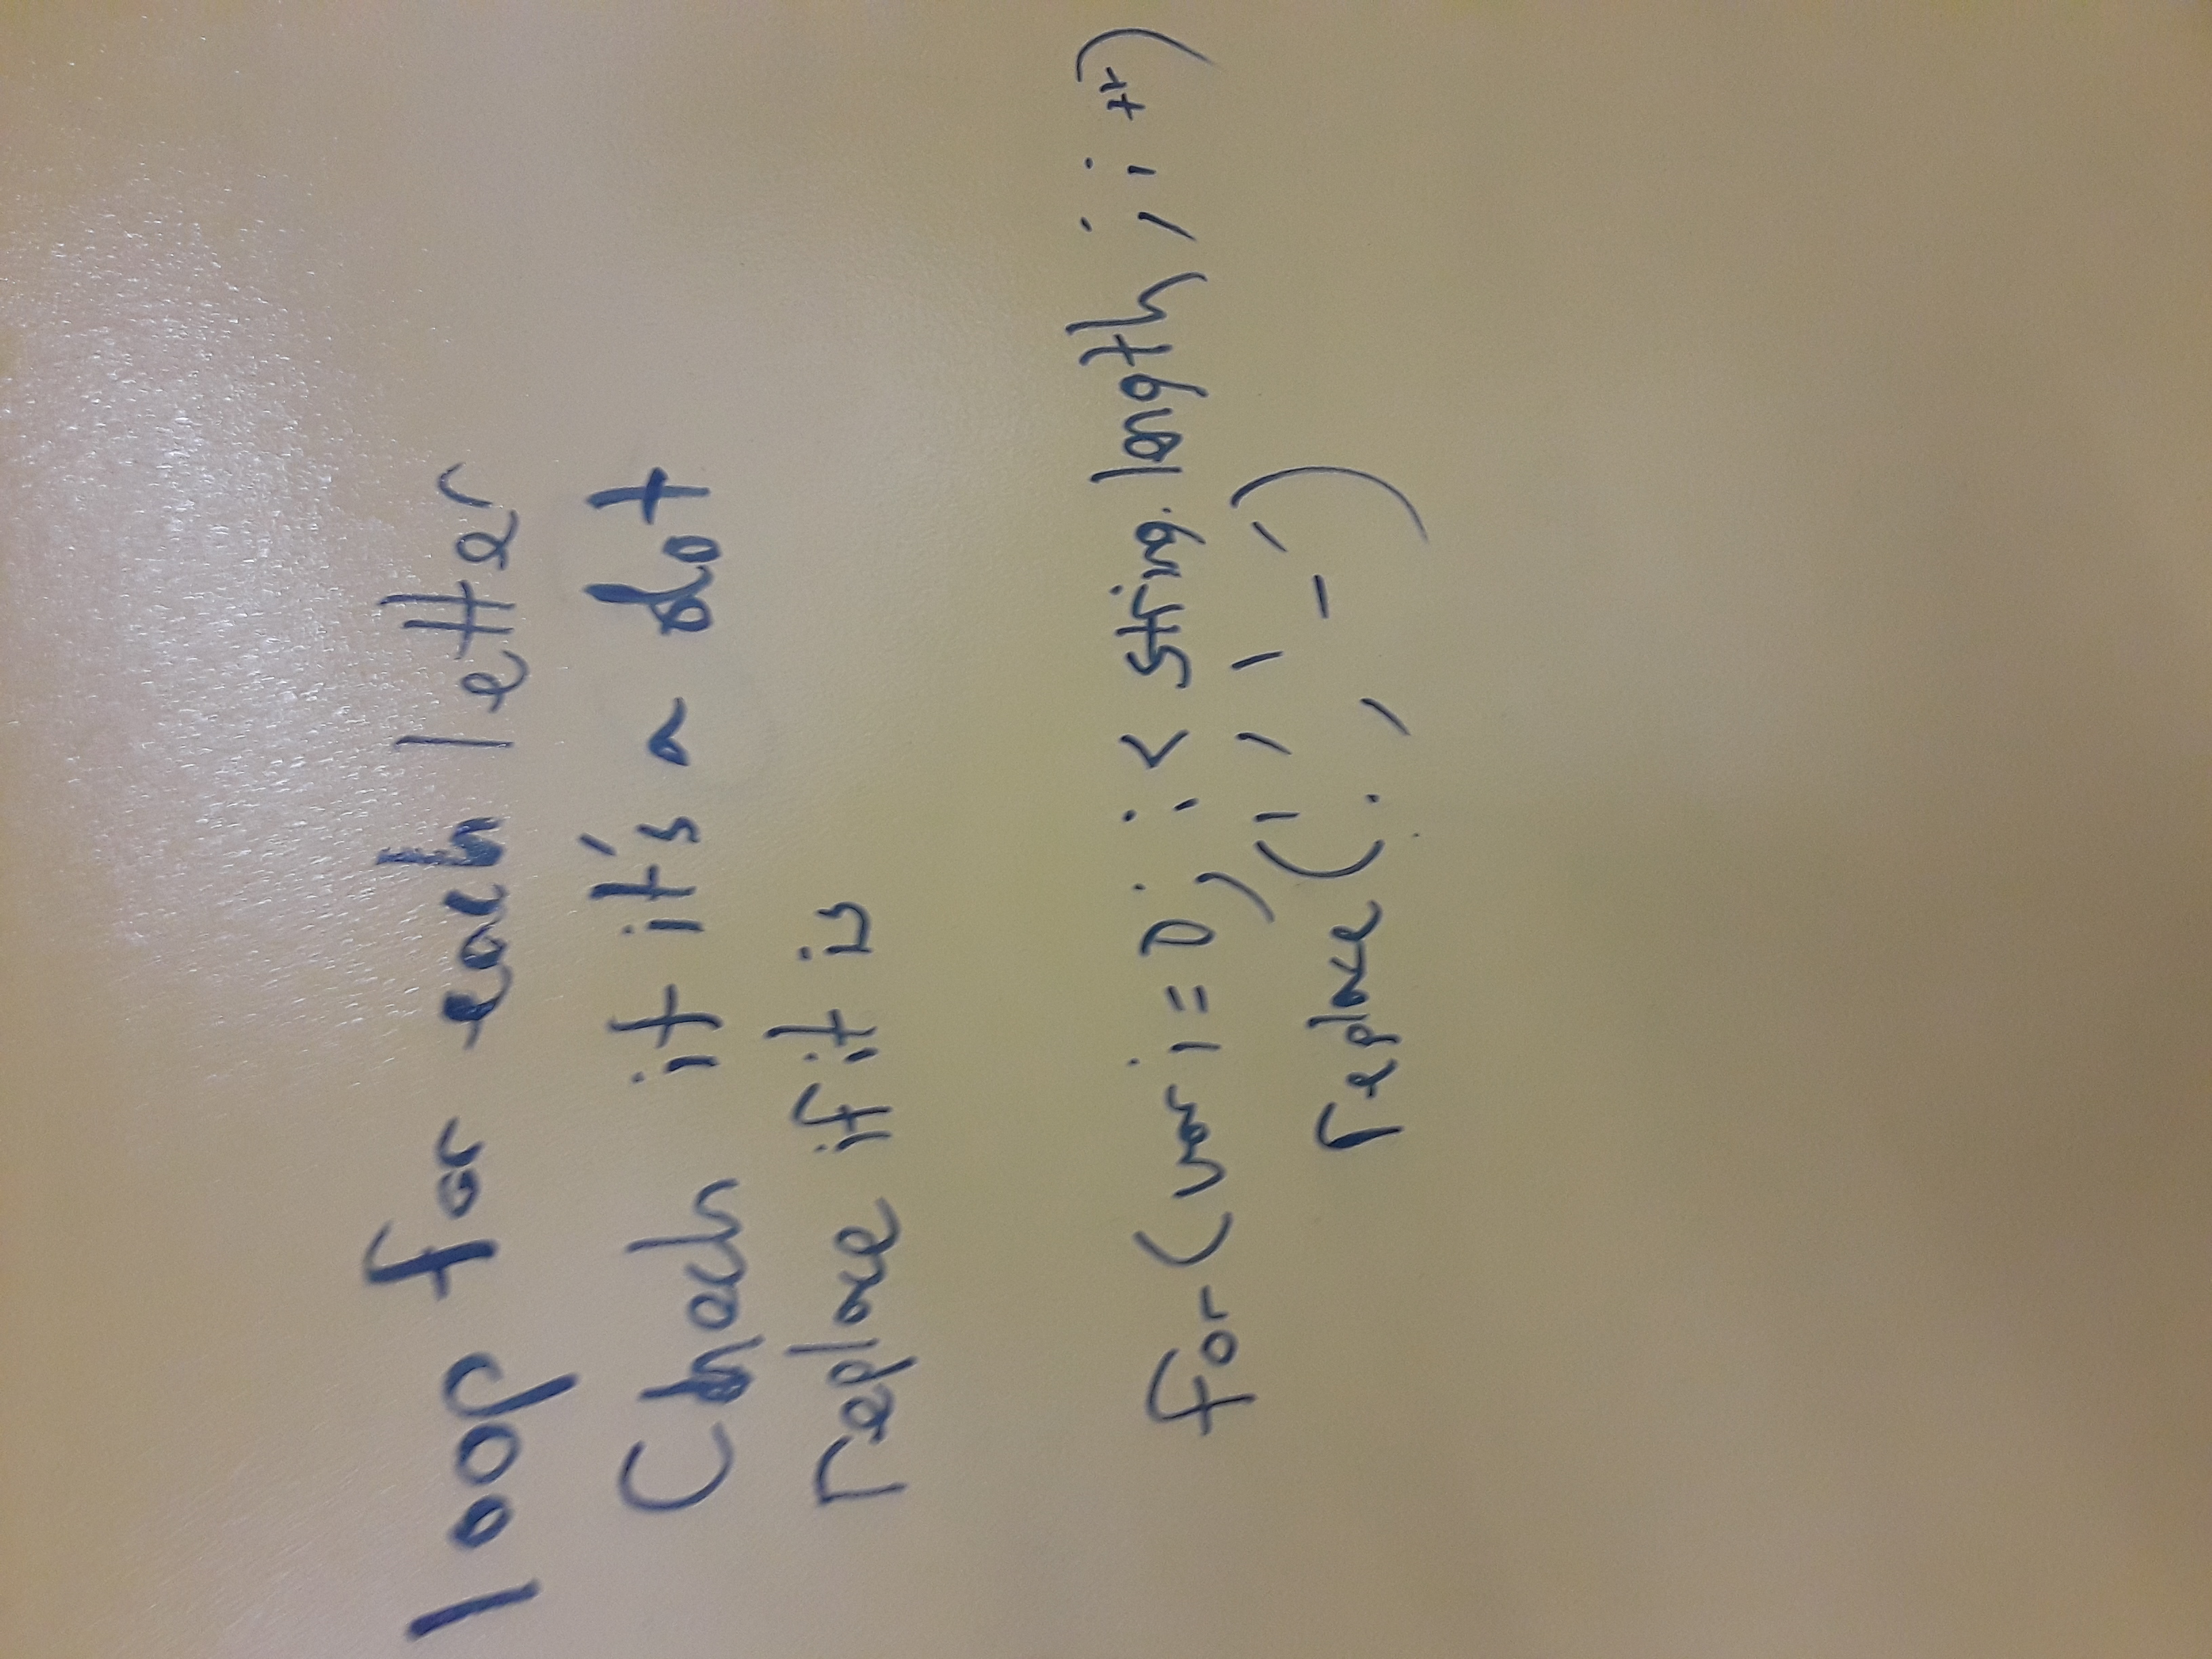 loop for each letter
Check if it's a dot
replace if it is
for (var i = 0; i < string.length; i++)
replace ('.', '-')